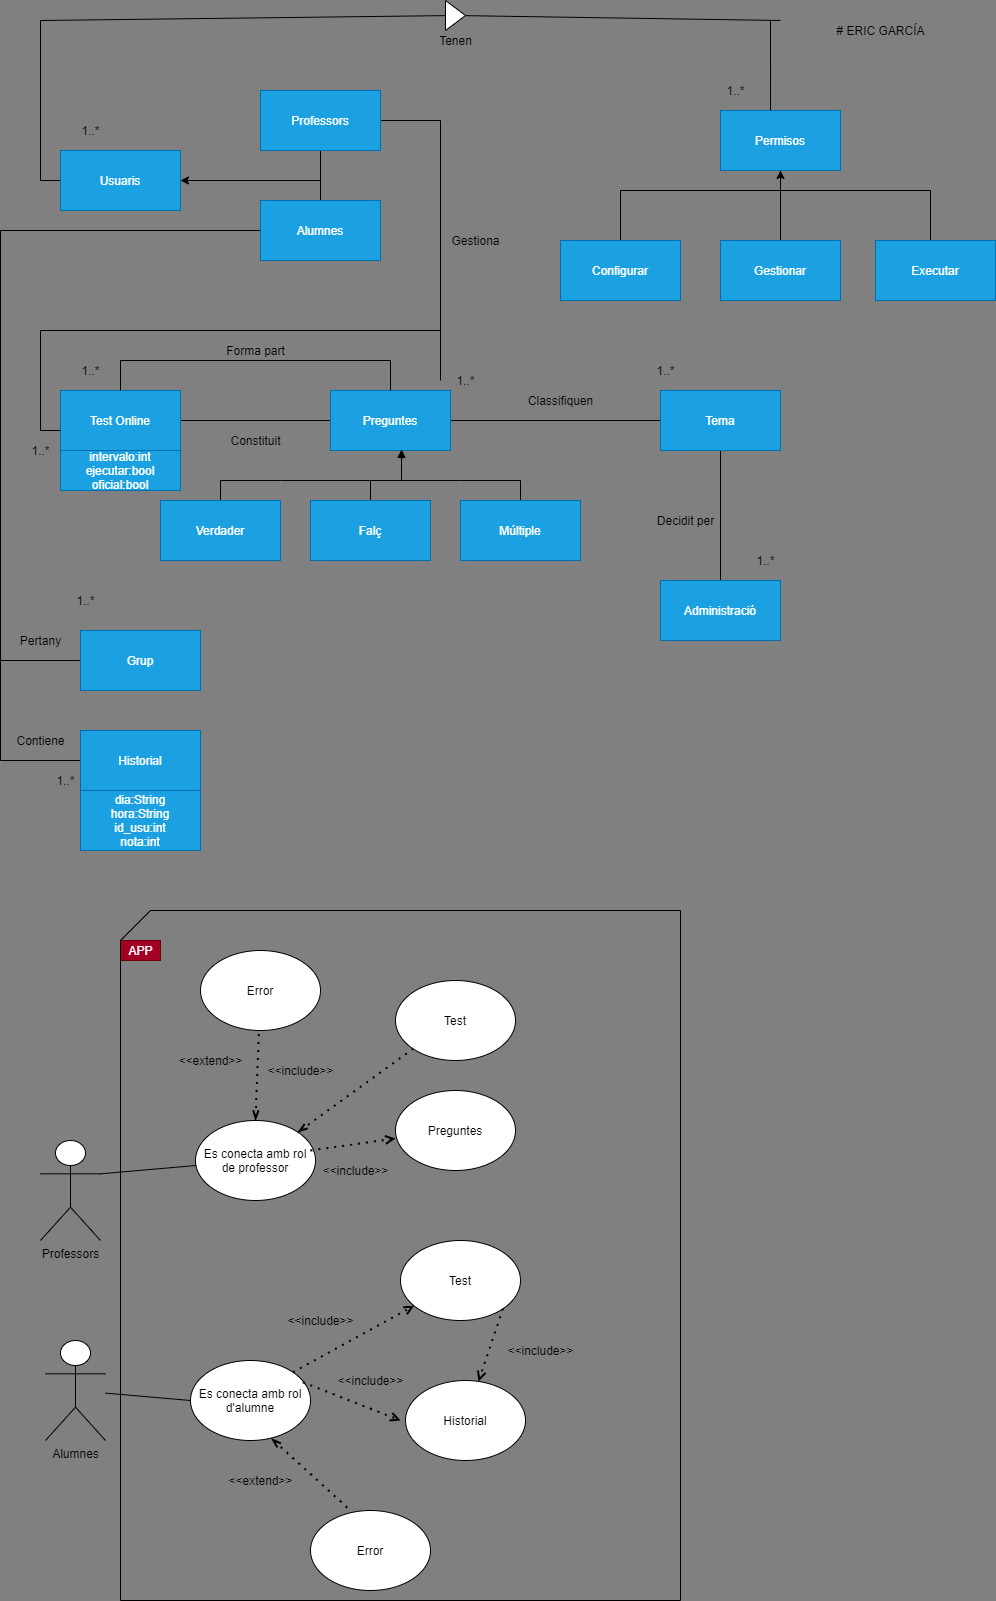 Tenen
# ERIC GARCÍA
1..*
Professors
1..*
Permisos
Usuaris
Alumnes
Gestiona
Configurar
Gestionar
Executar
Forma part
1..*
1..*
1..*
Test Online
Preguntes
Classifiquen
Tema
Constituit
1..*
intervalo:int
ejecutar:bool
oficial:bool
Verdader
Falç
Múltiple
Decidit per
1..*
Administració
1..*
Pertany
Grup
Contiene
Historial
1..*
dia:String
hora:String
id_usu:int
nota:int
APP
Error
Test
<<extend>>
<<include>>
Preguntes
Es conecta amb rol
de professor
<<include>>
Professors
Test
<<include>>
<<include>>
<<include>>
Es conecta amb rol
d'alumne
Historial
Alumnes
<<extend>>
Error